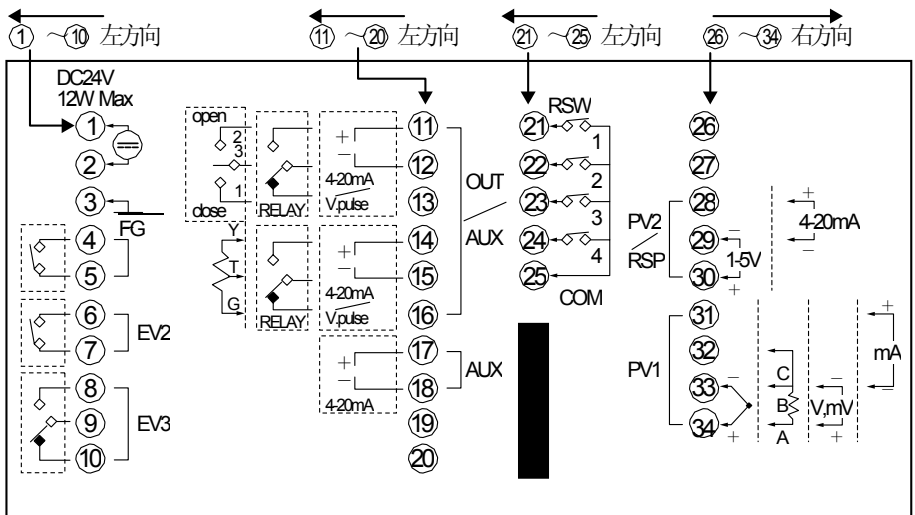 ① ~⑩ 左方向
⑪ ~⑳ 左方向
㉑ ~㉕ 左方向
㉖ ~㉞ 右方向
DC24V
12W Max
1
2
3
FG
4
5
6
7
EV2
8
9
10
EV3
open
2
3
1
close
RELAY
+
−
4-20mA
V.pulse
Y
T
G
RELAY
+
−
4-20mA
V.pulse
+
−
4-20mA
11
12
13
14
15
16
OUT
AUX
17
18
AUX
19
20
RSW
21
1
22
2
23
3
24
4
25
COM
26
27
28
29
30
PV2
RSP
−
1-5V
+
+
4-20mA
−
31
32
33
34
PV1
−
+
C
B
A
−
V,mV
+
+
mA
−